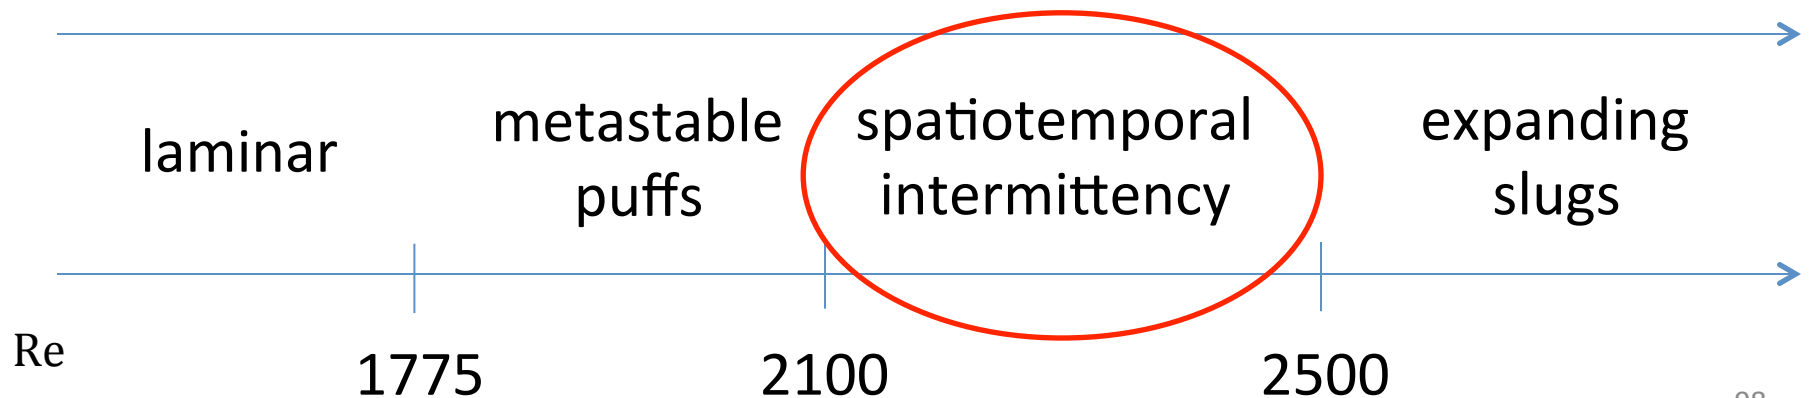 laminar
metastable
puffs
spatiotemporal
intermittency
expanding
slugs
Re
1775
2100
2500